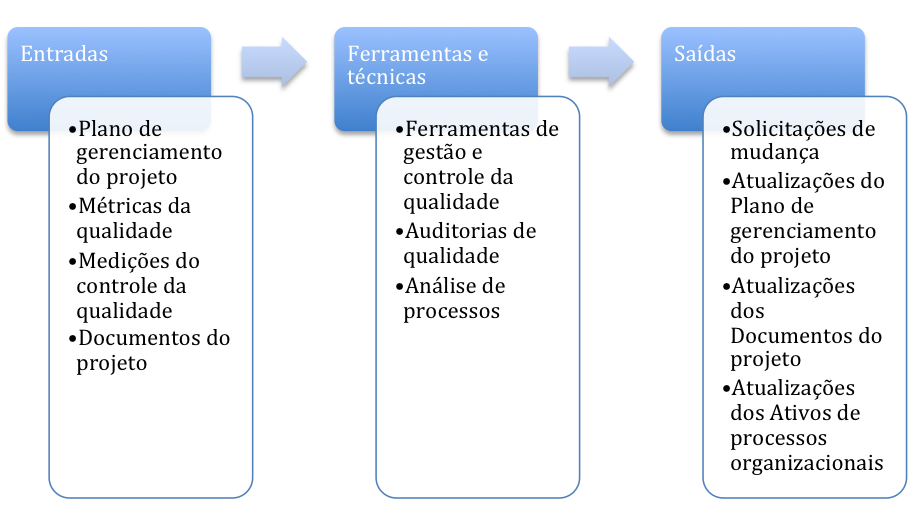 Entradas
•Plano de
gerenciamento
do projeto
•Métricas da
qualidade
•Medições do
controle da
qualidade
•Documentos do
projeto
Ferramentas e
técnicas
•Ferramentas de
gestão e
controle da
qualidade
•Auditorias de
qualidade
•Análise de
processos
Saídas
•Solicitações de
mudança
•Atualizações do
Plano de
gerenciamento
do projeto
•Atualizações
dos
Documentos do
projeto
•Atualizações
dos Ativos de
processos
organizacionais